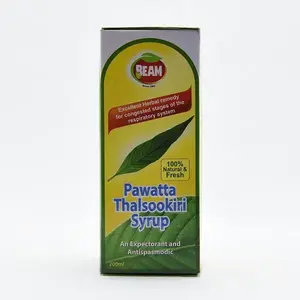 BEAM
Excellent Herbal remedy
for congested stages of the
respiratory system
100%
Natural &
Fresh
Pawatta
Thalsookiri
Syrup
An Expectorant and
Antispasmodic